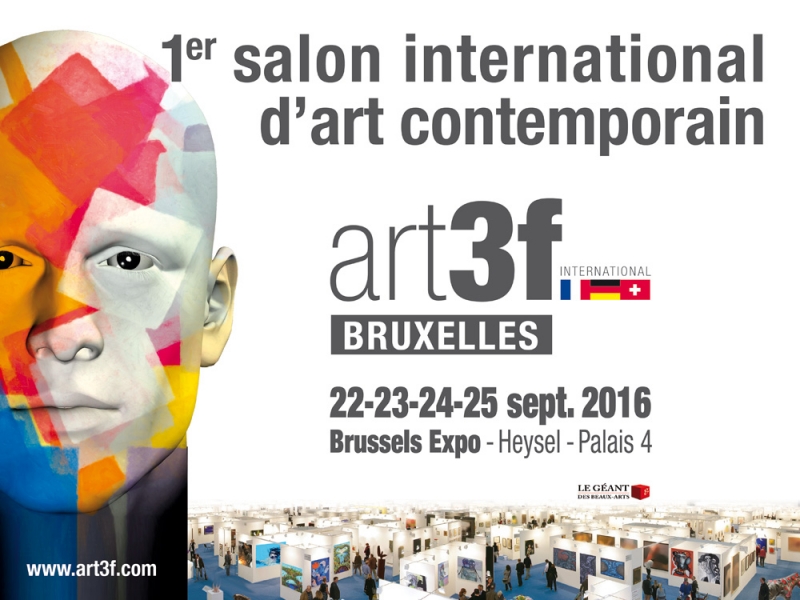 1er salon international
d'art contemporain
art3f
INTERNATIONAL
BRUXELLES
22-23-24-25 sept. 2016
Brussels Expo - Heysel - Palais 4
LE GÉANT
DES BEAUX-ARTS
www.art3f.com